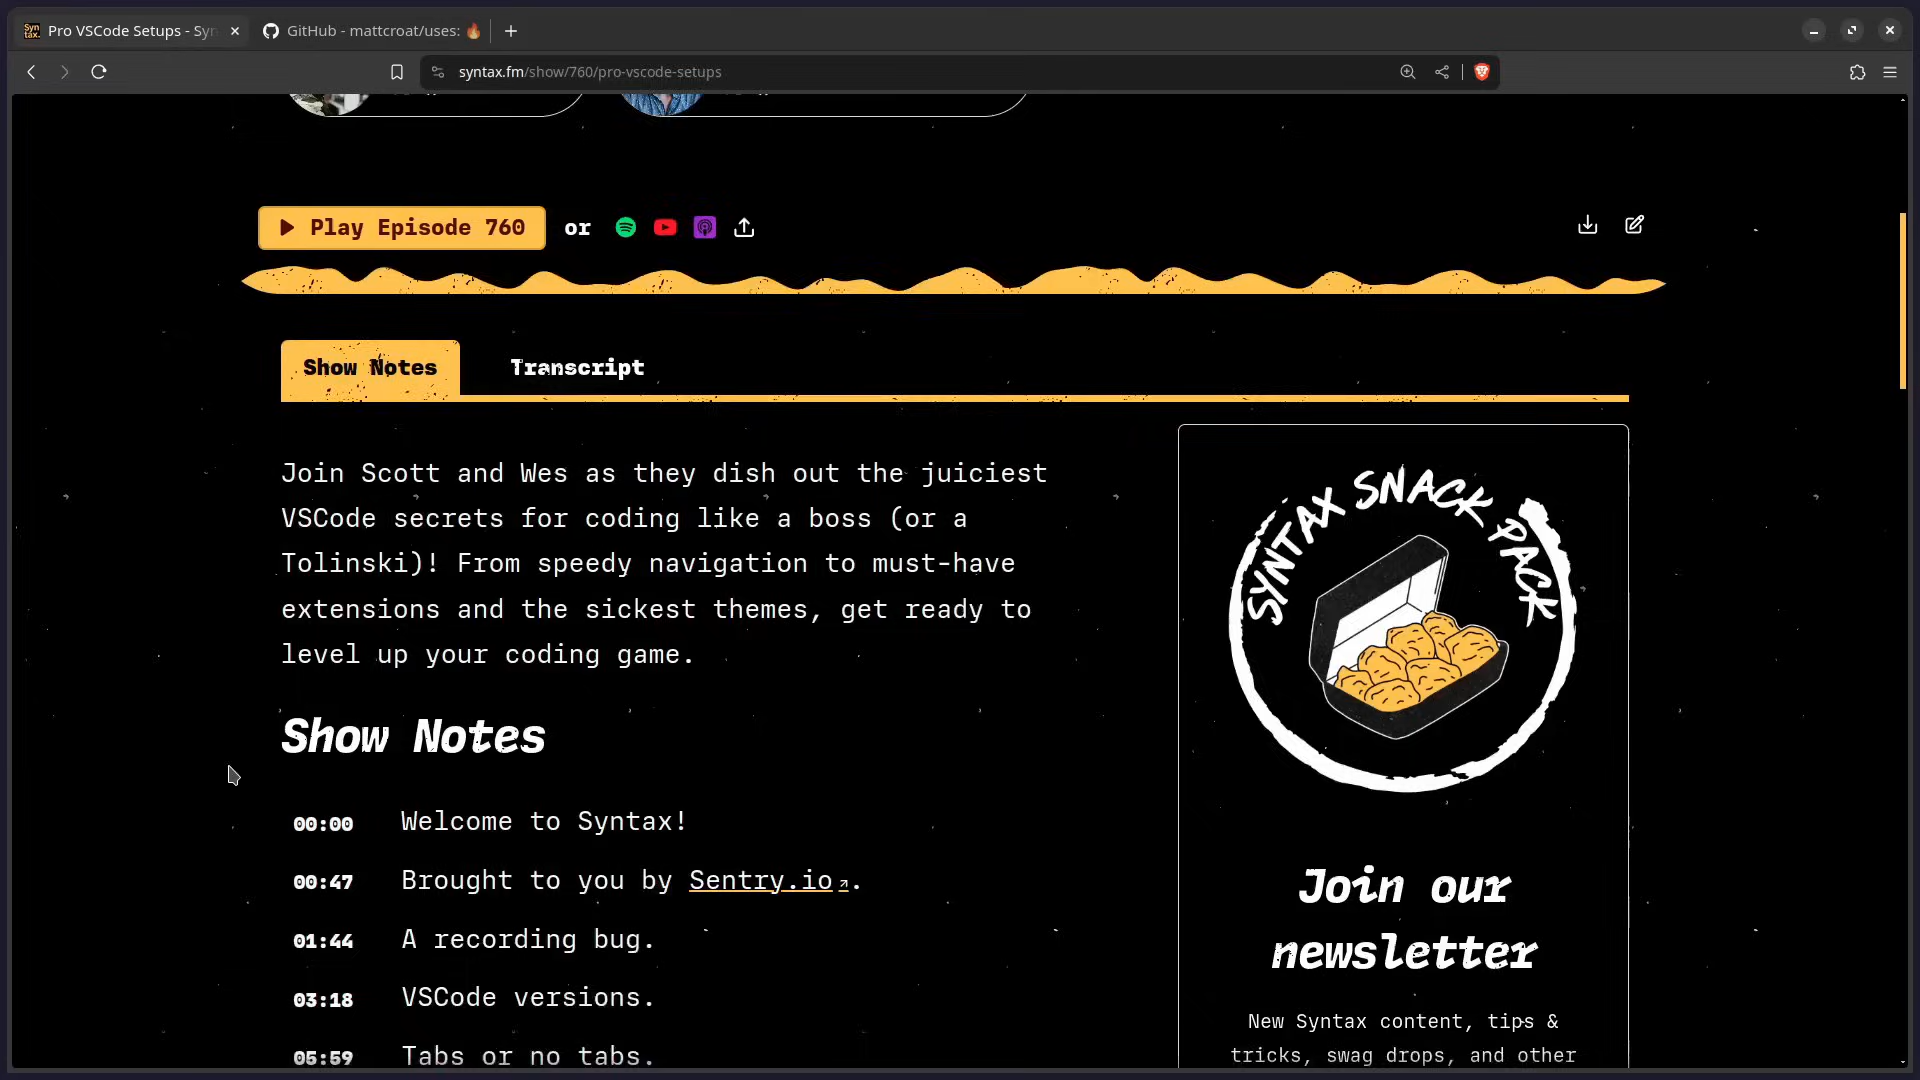 Pro VSCode Setups - Syn
GitHub - mattcroat/uses: 🔥
syntax.fm/show/760/pro-vscode-setups
Play Episode 760
or
Show Notes
Transcript
Join Scott and Wes as they dish out the juiciest
VSCode secrets for coding like a boss (or a
Tolinski)! From speedy navigation to must-have
extensions and the sickest themes, get ready to
level up your coding game.
Show Notes
00:00 Welcome to Syntax!
00:47 Brought to you by Sentry.io.
01:44 A recording bug.
03:18 VSCode versions.
05:59 Tabs or no tabs.
SYNTAX SNACK PACK
Join our
newsletter
New Syntax content, tips &
tricks, swag drops, and other